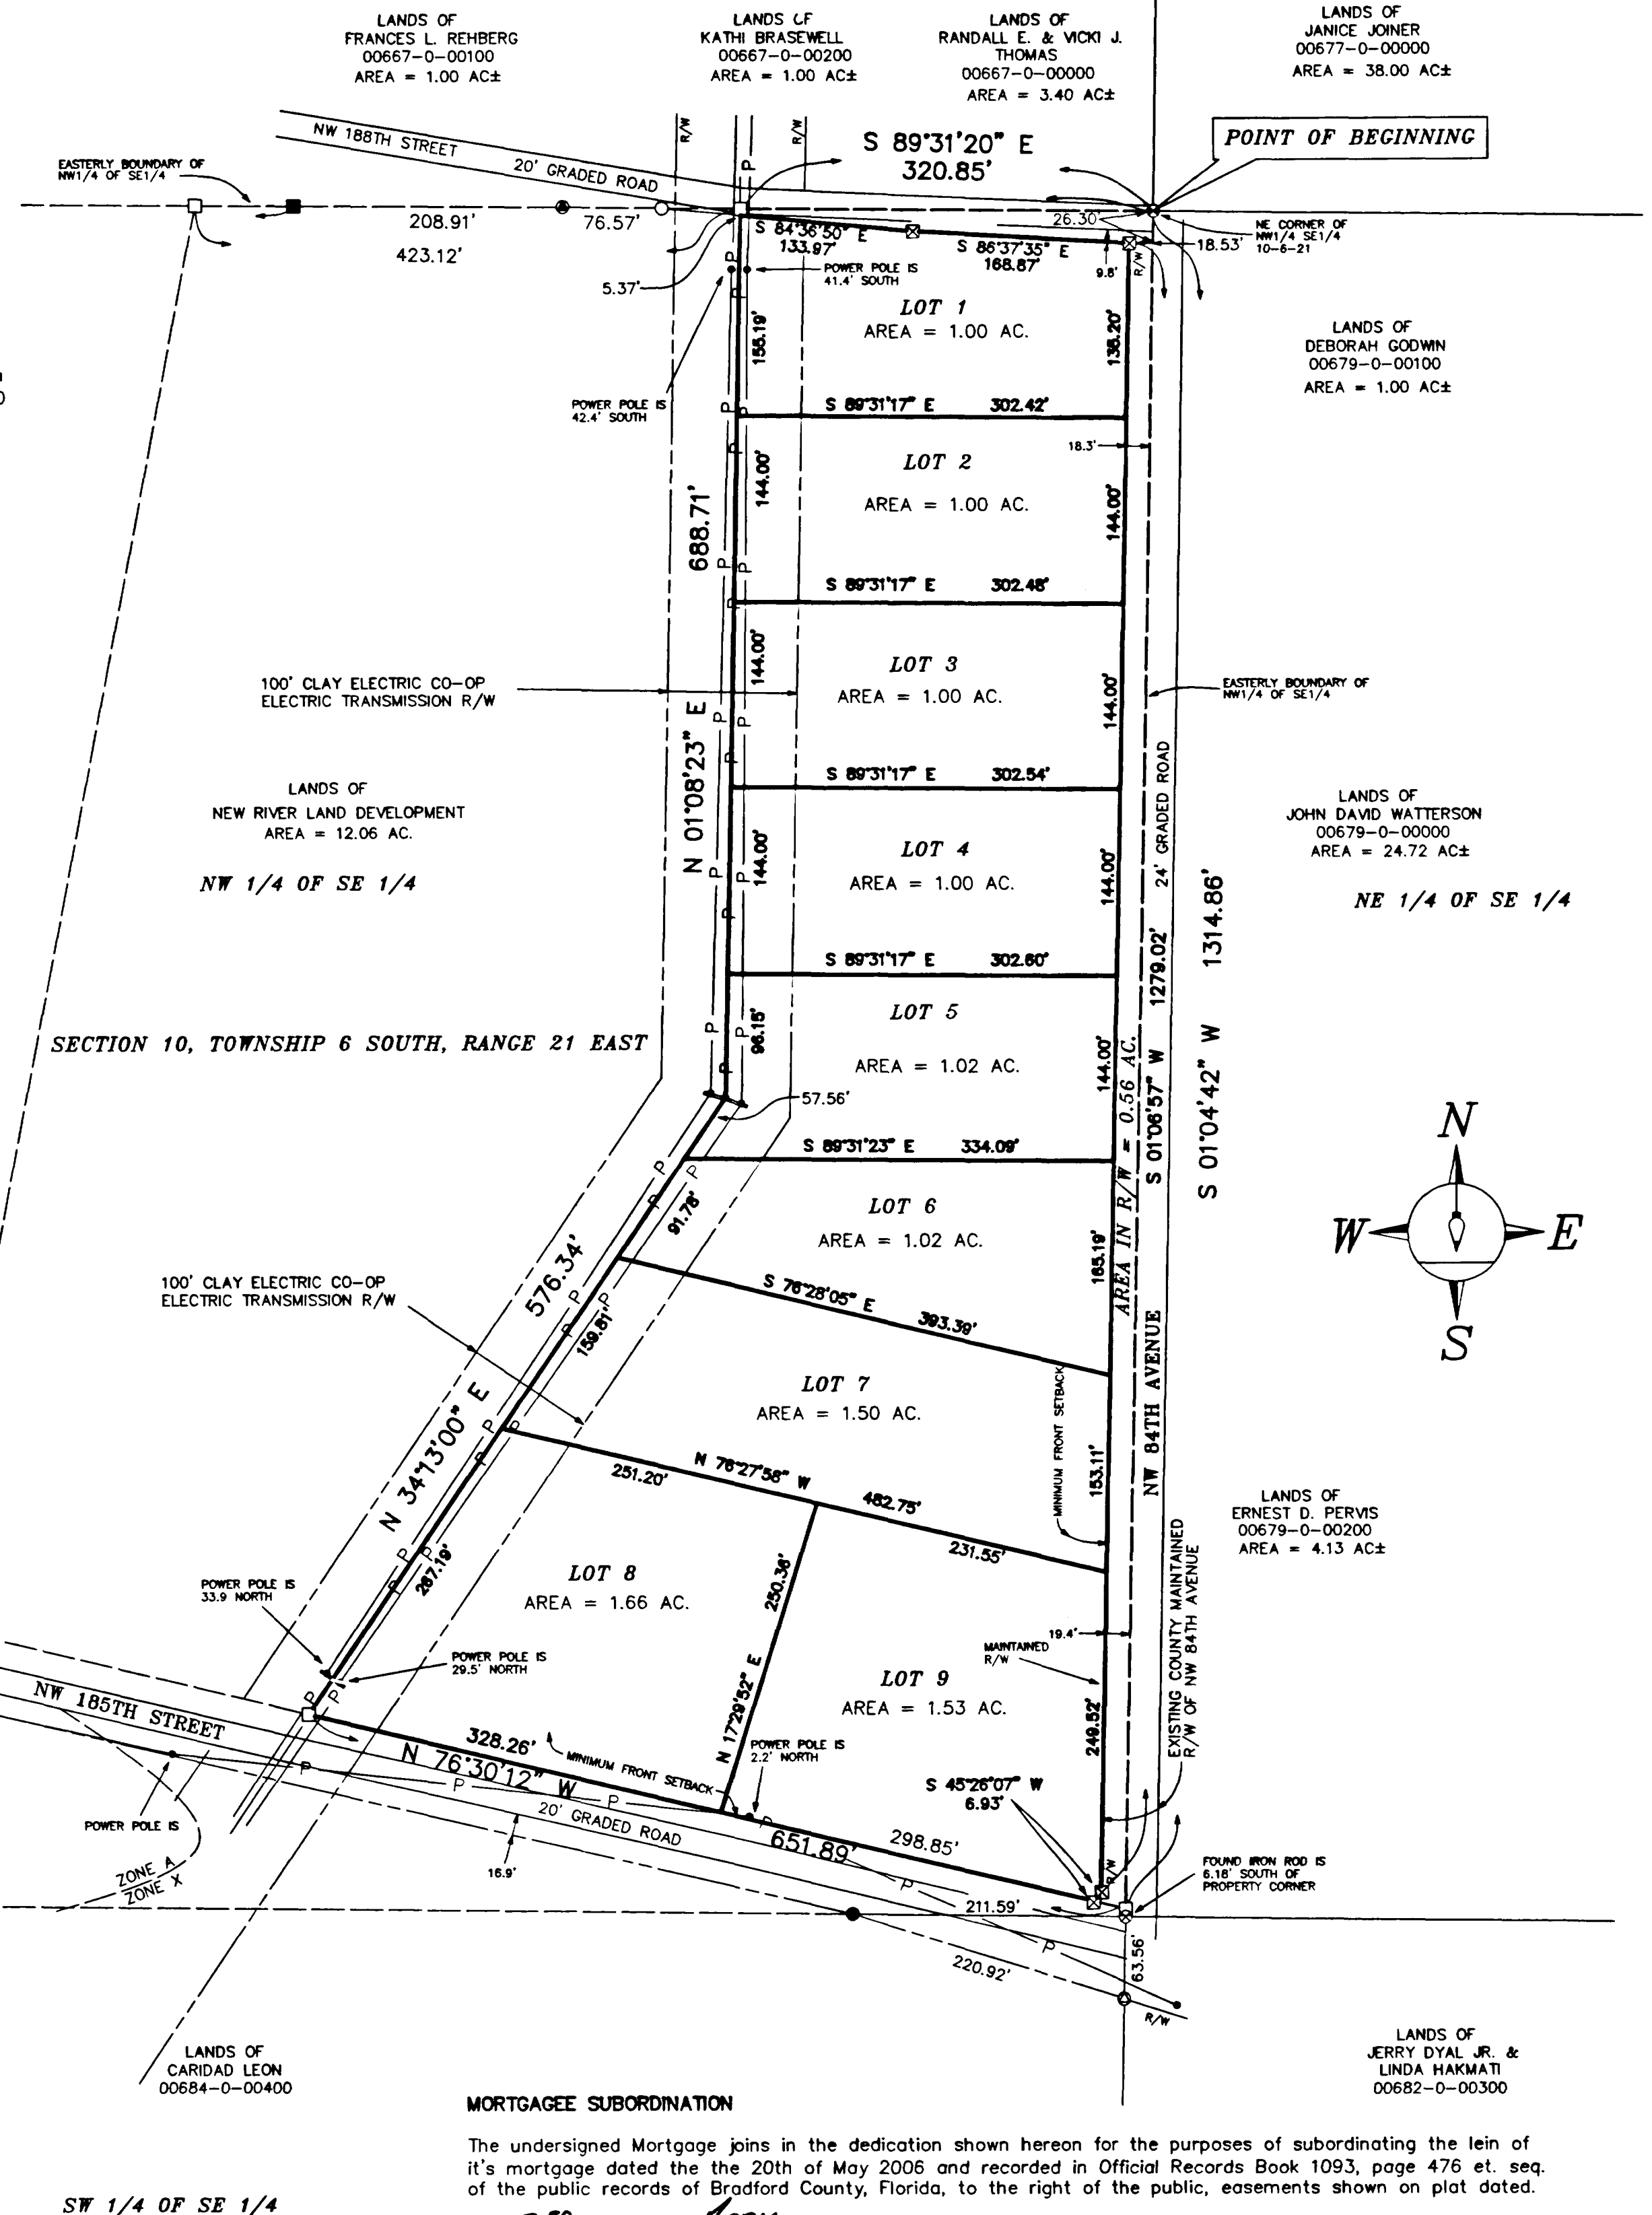 LANDS OF
FRANCES L. REHBERG
00667-0-00100
AREA = 1.00 AC±
LANDS OF
KATHI BRASEWELL
00667-0-00200
AREA = 1.00 AC±
LANDS OF
RANDALL E. & VICKI J.
THOMAS
00667-0-00000
AREA = 3.40 AC±
LANDS OF
JANICE JOINER
00677-0-00000
AREA = 38.00 AC±
POINT OF BEGINNING
NW 188TH STREET
20' GRADED ROAD
R/W
R/W
S 89°31'20" E
320.85'
EASTERLY BOUNDARY OF
NW1/4 OF SE1/4
208.91'
76.57'
423.12'
26.30'
NE CORNER OF
NW1/4 SE1/4
10-6-21
18.53'
S 84°36'50" E
133.97'
S 86°37'35" E
168.87'
9.8'
R/W
5.37'
POWER POLE IS
41.4' SOUTH
LOT 1
AREA = 1.00 AC.
155.19'
138.20'
LANDS OF
DEBORAH GODWIN
00679-0-00100
AREA = 1.00 AC±
POWER POLE IS
42.4' SOUTH
S 89°31'17" E 302.42'
18.3'
LOT 2
AREA = 1.00 AC.
688.71'
144.00'
144.00'
S 89°31'17" E 302.48'
LOT 3
AREA = 1.00 AC.
144.00'
144.00'
100' CLAY ELECTRIC CO-OP
ELECTRIC TRANSMISSION R/W
EASTERLY BOUNDARY OF
NW1/4 OF SE1/4
N 01°08'23" E
S 89°31'17" E 302.54'
24' GRADED ROAD
LANDS OF
NEW RIVER LAND DEVELOPMENT
AREA = 12.06 AC.
NW 1/4 OF SE 1/4
LANDS OF
JOHN DAVID WATTERSON
00679-0-00000
AREA = 24.72 AC±
NE 1/4 OF SE 1/4
LOT 4
AREA = 1.00 AC.
144.00'
144.00'
S 89°31'17" E 302.60'
S 01°06'57" W 1279.02'
S 01°04'42" W 1314.86'
LOT 5
AREA = 1.02 AC.
96.15'
144.00'
SECTION 10, TOWNSHIP 6 SOUTH, RANGE 21 EAST
57.56'
S 89°31'23" E 334.09'
AREA IN R/W = 0.56 AC.
N
W
E
S
LOT 6
AREA = 1.02 AC.
91.78'
165.19'
576.34'
100' CLAY ELECTRIC CO-OP
ELECTRIC TRANSMISSION R/W
S 76°28'05" E 393.39'
159.81'
LOT 7
AREA = 1.50 AC.
MINIMUM FRONT SETBACK
153.11'
NW 84TH AVENUE
N 34°13'00" E
N 76°27'58" W
251.20'
482.75'
231.55'
LANDS OF
ERNEST D. PERVIS
00679-0-00200
AREA = 4.13 AC±
EXISTING COUNTY MAINTAINED
R/W OF NW 84TH AVENUE
267.19'
LOT 8
AREA = 1.66 AC.
250.36'
N 17°29'52" E
POWER POLE IS
33.9 NORTH
POWER POLE IS
29.5' NORTH
19.4'
MAINTAINED
R/W
LOT 9
AREA = 1.53 AC.
249.52'
NW 185TH STREET
328.26'
N 76°30'12" W
MINIMUM FRONT SETBACK
POWER POLE IS
2.2' NORTH
S 45°26'07" W
6.93'
20' GRADED ROAD
651.89'
298.85'
16.9'
POWER POLE IS
ZONE A
ZONE X
R/W
FOUND IRON ROD IS
6.18' SOUTH OF
PROPERTY CORNER
211.59'
220.92'
63.56'
R/W
LANDS OF
CARIDAD LEON
00684-0-00400
LANDS OF
JERRY DYAL JR. &
LINDA HAKMATI
00682-0-00300
MORTGAGEE SUBORDINATION
The undersigned Mortgage joins in the dedication shown hereon for the purposes of subordinating the lein of
it's mortgage dated the the 20th of May 2006 and recorded in Official Records Book 1093, page 476 et. seq.
of the public records of Bradford County, Florida, to the right of the public, easements shown on plat dated.
SW 1/4 OF SE 1/4